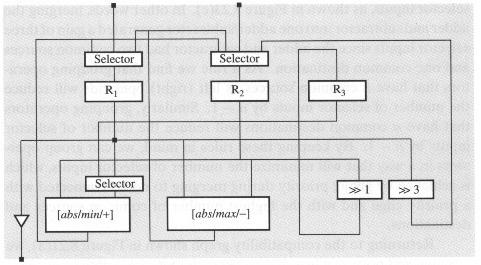 Selector
Selector
R₁
R₂
R₃
Selector
[abs/min/+]
[abs/max/−]
≫ 1
≫ 3